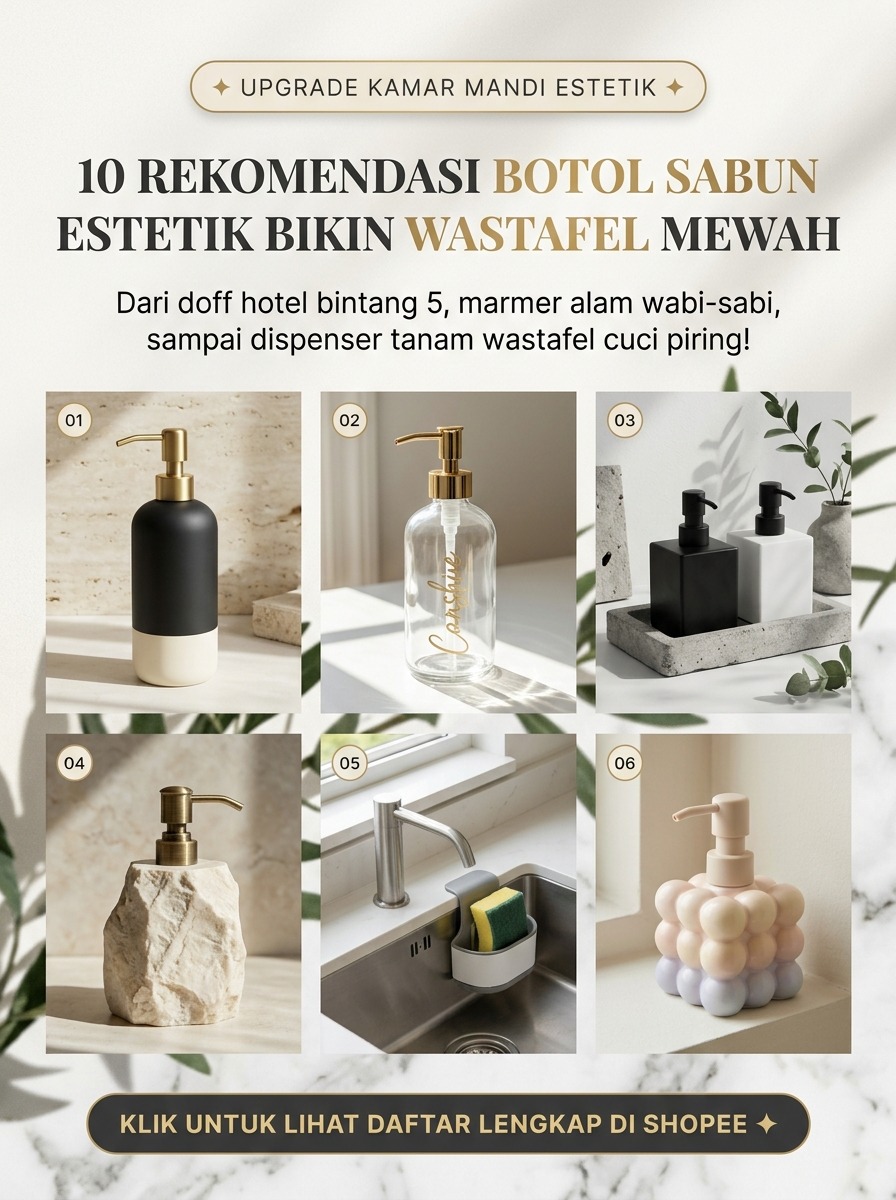 ✦ UPGRADE KAMAR MANDI ESTETIK ✦
10 REKOMENDASI BOTOL SABUN
ESTETIK BIKIN WASTAFEL MEWAH
Dari doff hotel bintang 5, marmer alam wabi-sabi,
sampai dispenser tanam wastafel cuci piring!
01
02
03
04
05
06
KLIK UNTUK LIHAT DAFTAR LENGKAP DI SHOPEE ✦